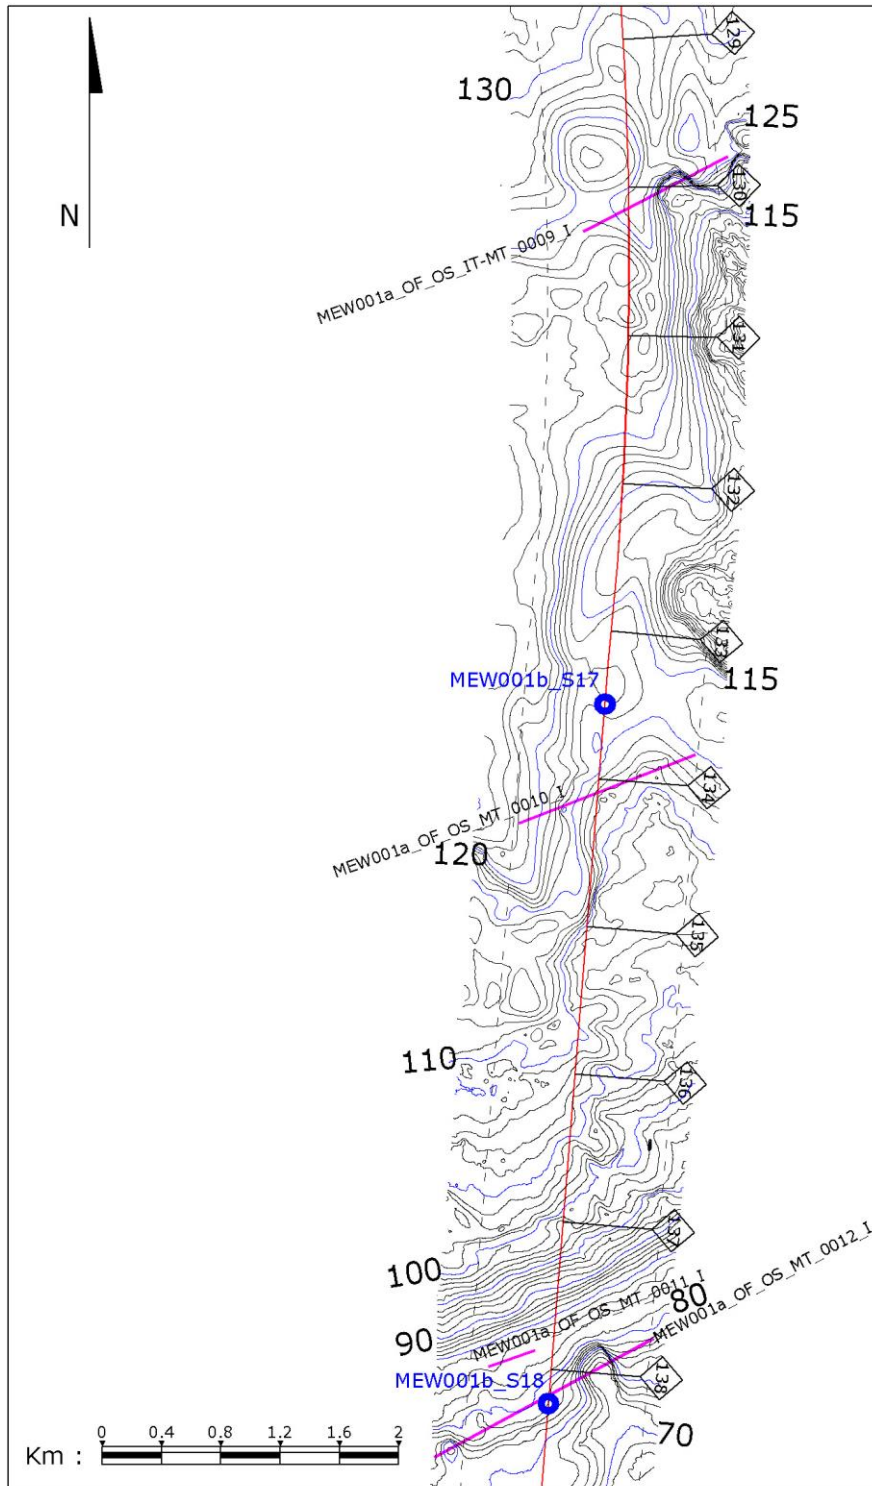 129
130
125
130
N
115
MEW001a_OF_OS_IT-MT_0009_I
131
132
133
MEW001b_S17
115
134
MEW001a_OF_OS_MT_0010_I
120
135
110
136
137
100
MEW001a_OF_OS_MT_0012_I
80
MEW001a_OF_OS_MT_0011_I
90
138
MEW001b_S18
70
0 0.4 0.8 1.2 1.6 2
Km :